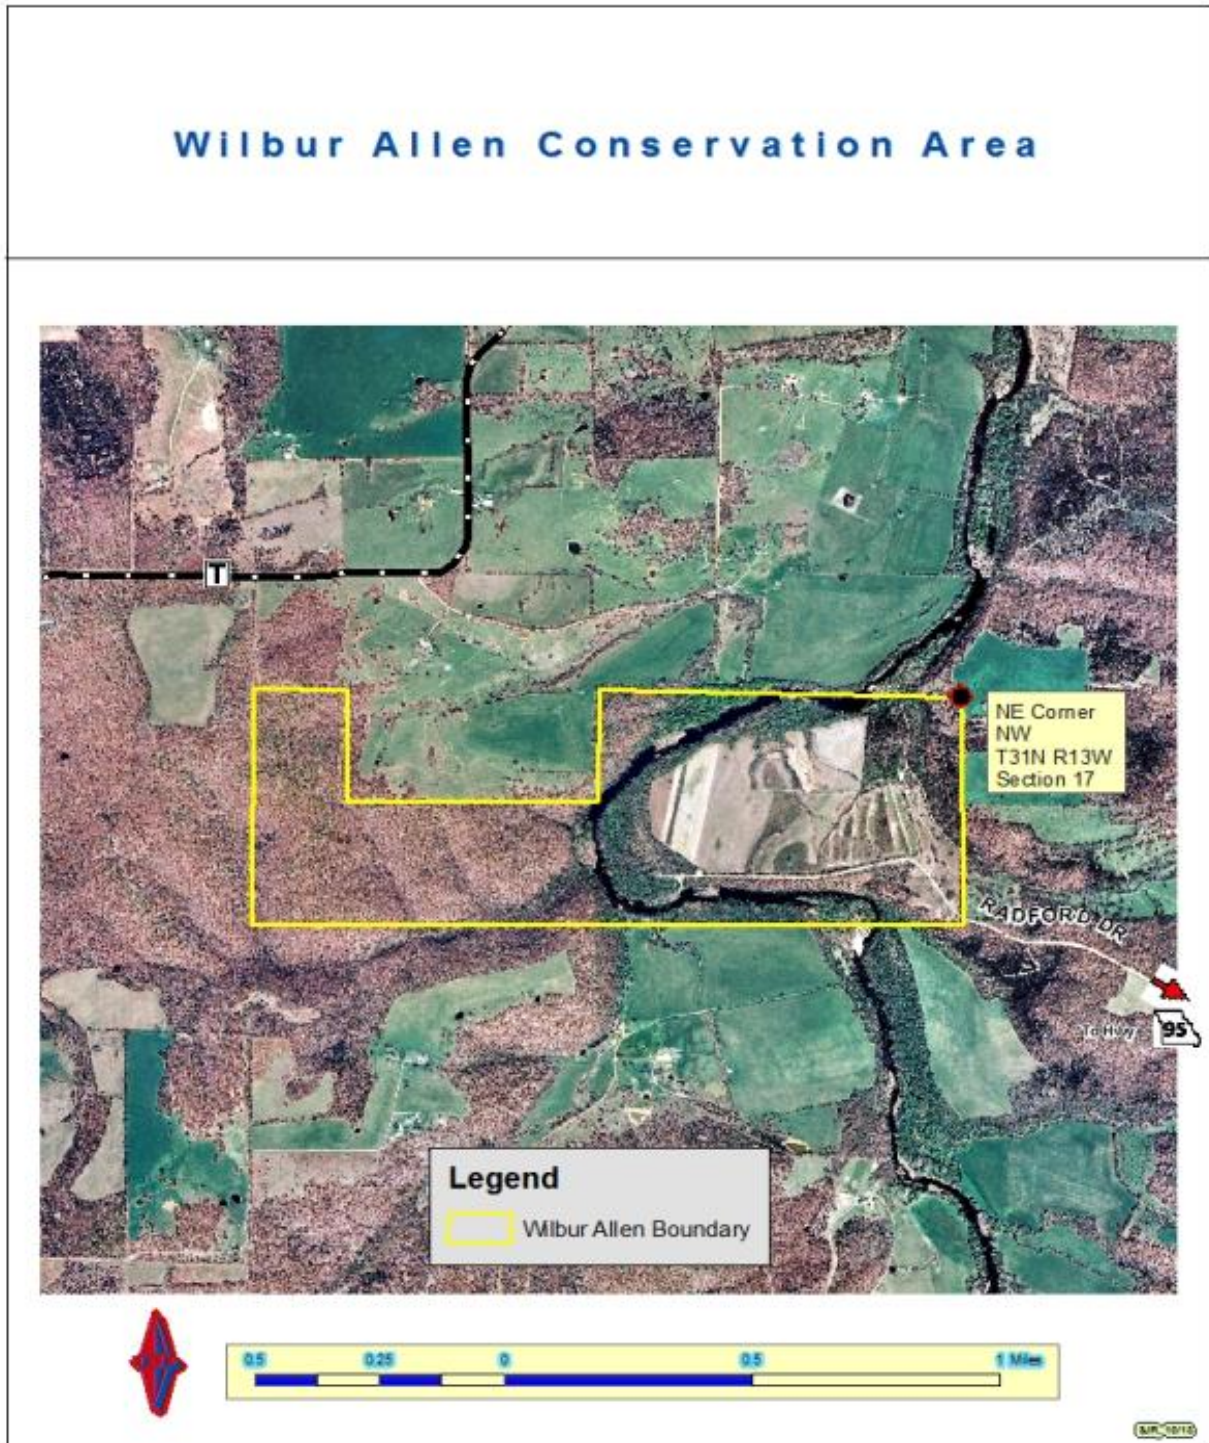 Wilbur Allen Conservation Area
T
NE Corner
NW
T31N R13W
Section 17
RADFORD DR
To Hwy
95
Legend
Wilbur Allen Boundary
0.5 0.25 0 0.5 1 Miles